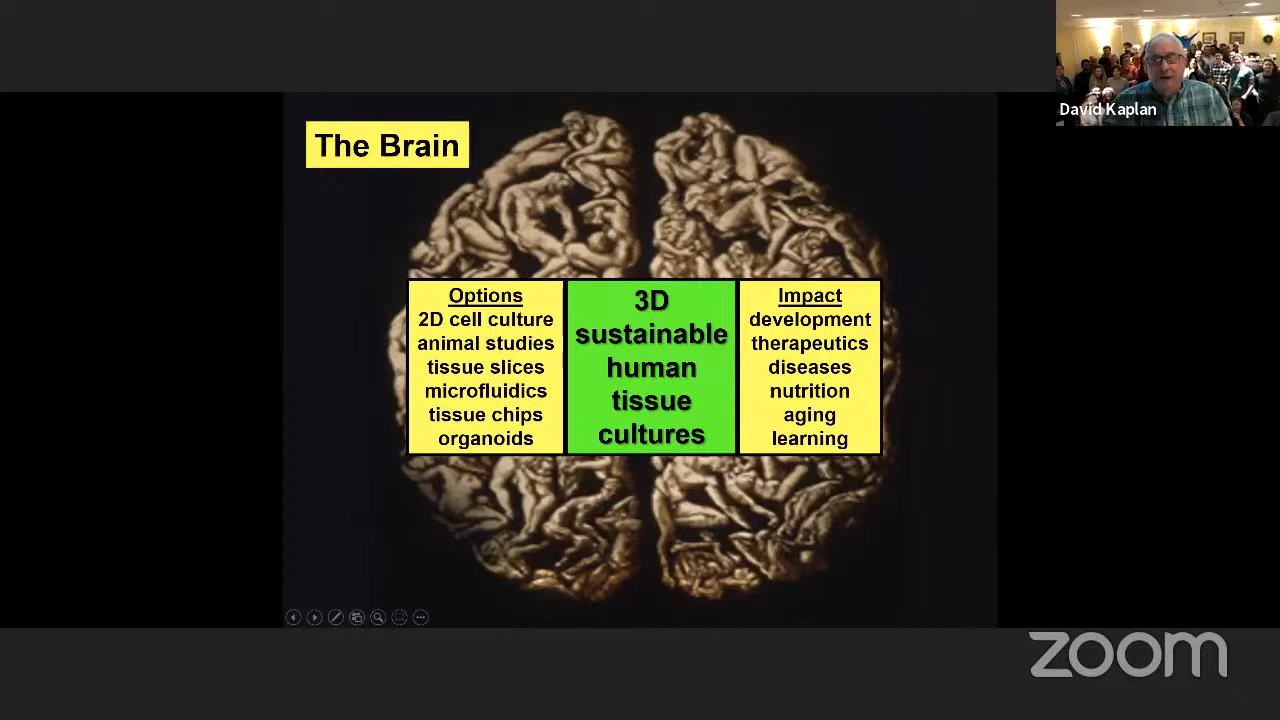 David Kaplan
The Brain
Options
2D cell culture
animal studies
tissue slices
microfluidics
tissue chips
organoids
3D
sustainable
human
tissue
cultures
Impact
development
therapeutics
diseases
nutrition
aging
learning
zoom